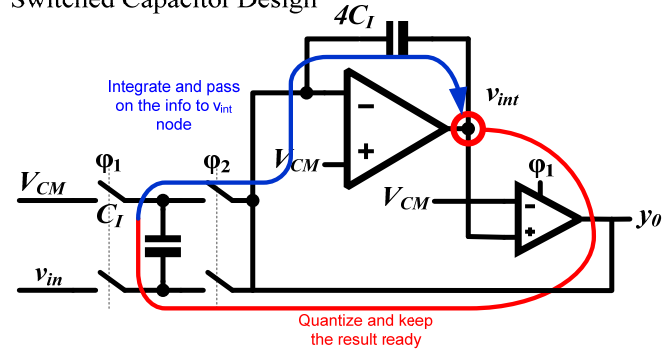 Switched Capacitor Design
4C_I
Integrate and pass
on the info to v_int
node
v_int
φ1
φ2
V_CM
φ1
V_CM
V_CM
C_I
y_0
v_in
Quantize and keep
the result ready